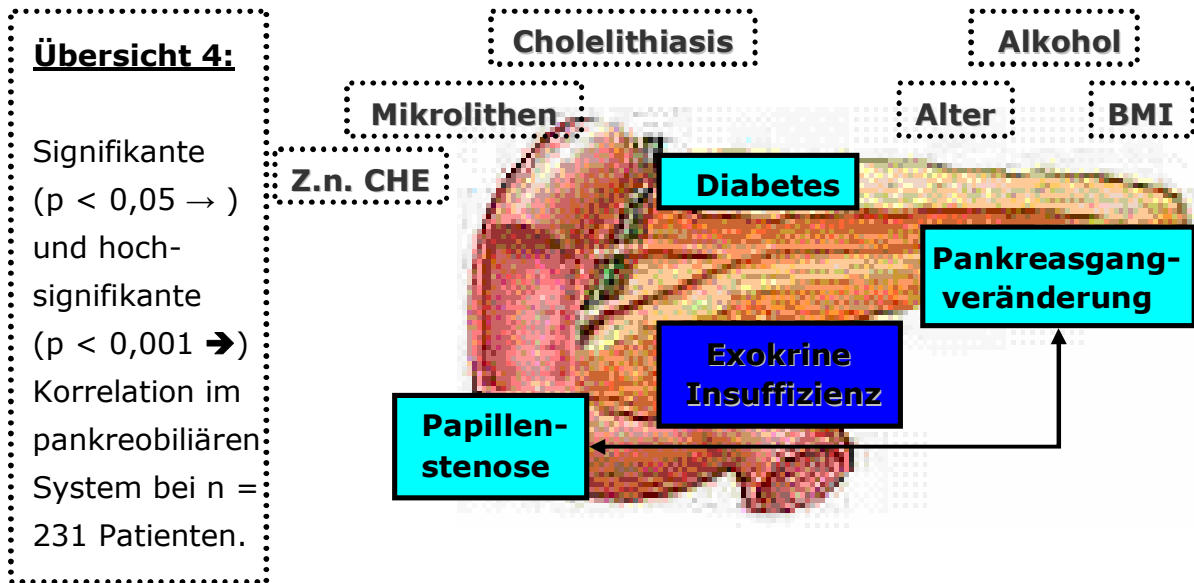 Übersicht 4:
Signifikante
(p < 0,05 → )
und hoch-
signifikante
(p < 0,001 ➔)
Korrelation im
pankreobiliären
System bei n =
231 Patienten.
Cholelithiasis
Alkohol
Mikrolithen
Alter
BMI
Z.n. CHE
Diabetes
Pankreasgang-
veränderung
Exokrine
Insuffizienz
Papillen-
stenose